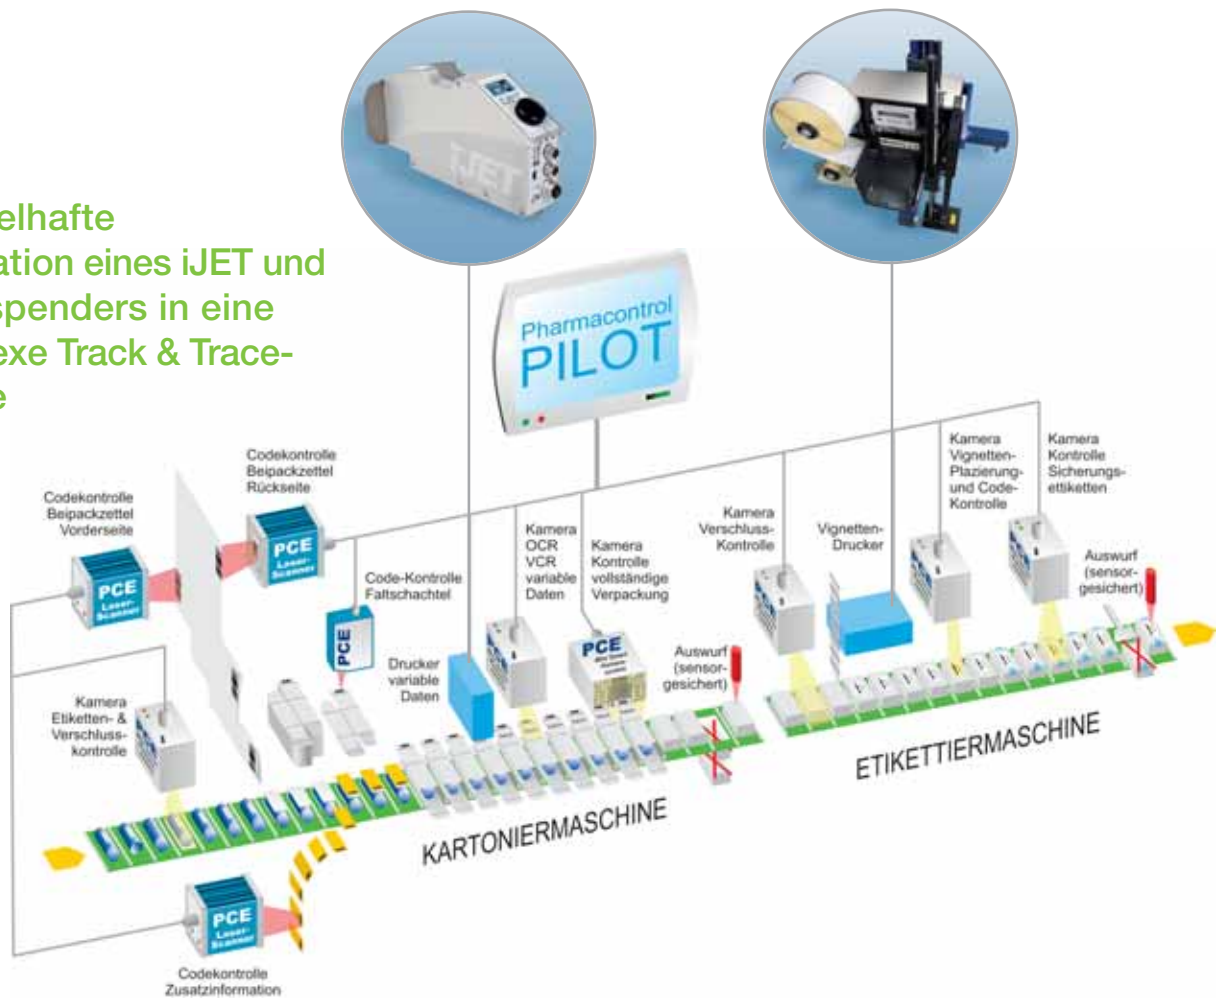 elhafte
ation eines iJET und
spenders in eine
exe Track & Trace-
e
iJET
Pharmacontrol
PILOT
Codekontrolle
Beipackzettel
Vorderseite
Codekontrolle
Beipackzettel
Rückseite
PCE
Laser-
Scanner
PCE
Laser-
Scanner
Code-Kontrolle
Faltschachtel
PCE
Drucker
variable
Daten
Kamera
OCR
VCR
variable
Daten
Kamera
Kontrolle
vollständige
Verpackung
PCE
Auswurf
(sensor-
gesichert)
Kamera
Verschluss-
Kontrolle
Vignetten-
Drucker
Kamera
Vignetten-
Plazierung-
und Code-
Kontrolle
Kamera
Kontrolle
Sicherungs-
ettiketten
Auswurf
(sensor-
gesichert)
Kamera
Etiketten- &
Verschluss-
kontrolle
KARTONIERMASCHINE
ETIKETTIERMASCHINE
PCE
Laser-
Scanner
Codekontrolle
Zusatzinformation